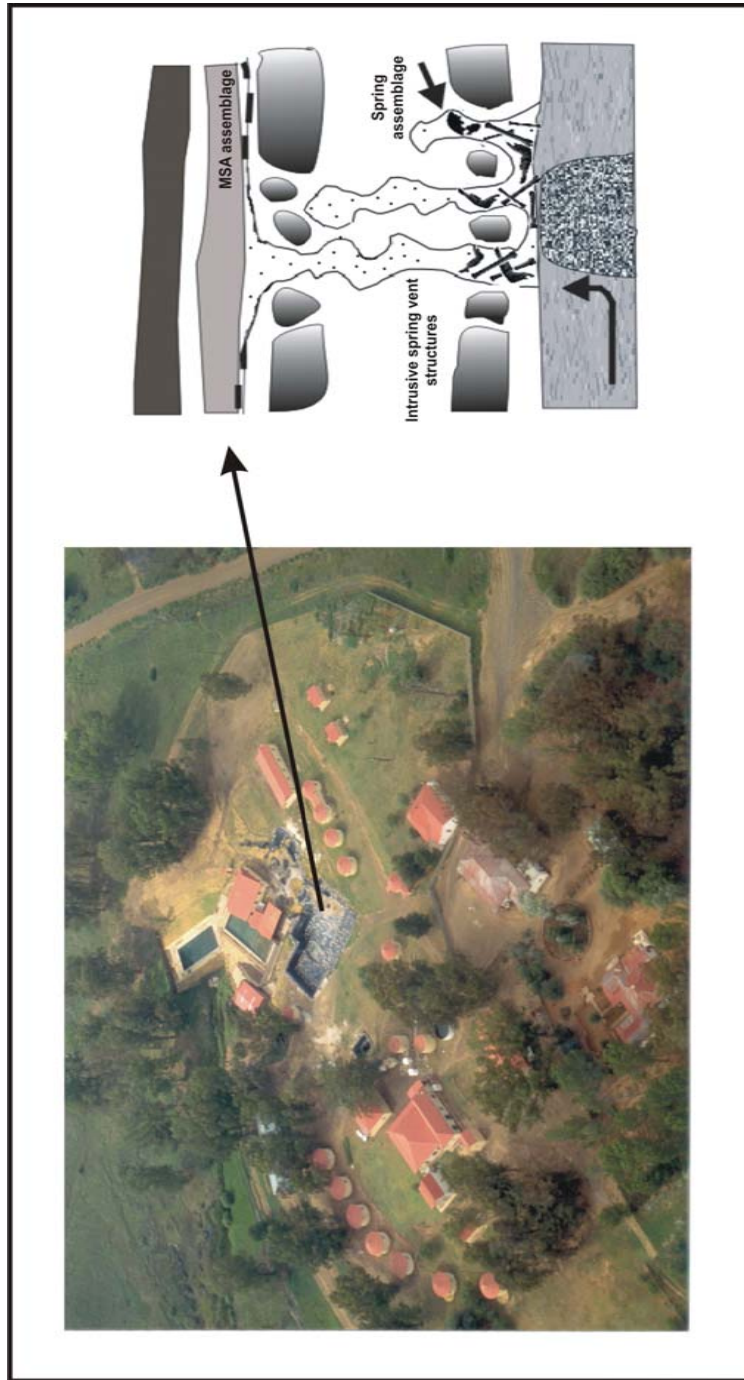 MSA assemblage
Spring
assemblage
Intrusive spring vent
structures